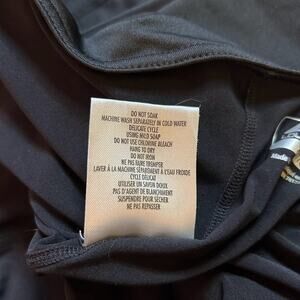 DO NOT SOAK
MACHINE WASH SEPARATELY IN COLD WATER
DELICATE CYCLE
USING MILD SOAP
DO NOT USE CHLORINE BLEACH
HANG TO DRY
DO NOT IRON
NE PAS FAIRE TREMPER
LAVER À LA MACHINE SÉPARÉMENT À L'EAU FROIDE
CYCLE DÉLICAT
UTILISER UN SAVON DOUX
PAS D'AGENT DE BLANCHIMENT
SUSPENDRE POUR SÉCHER
NE PAS REPASSER
Made